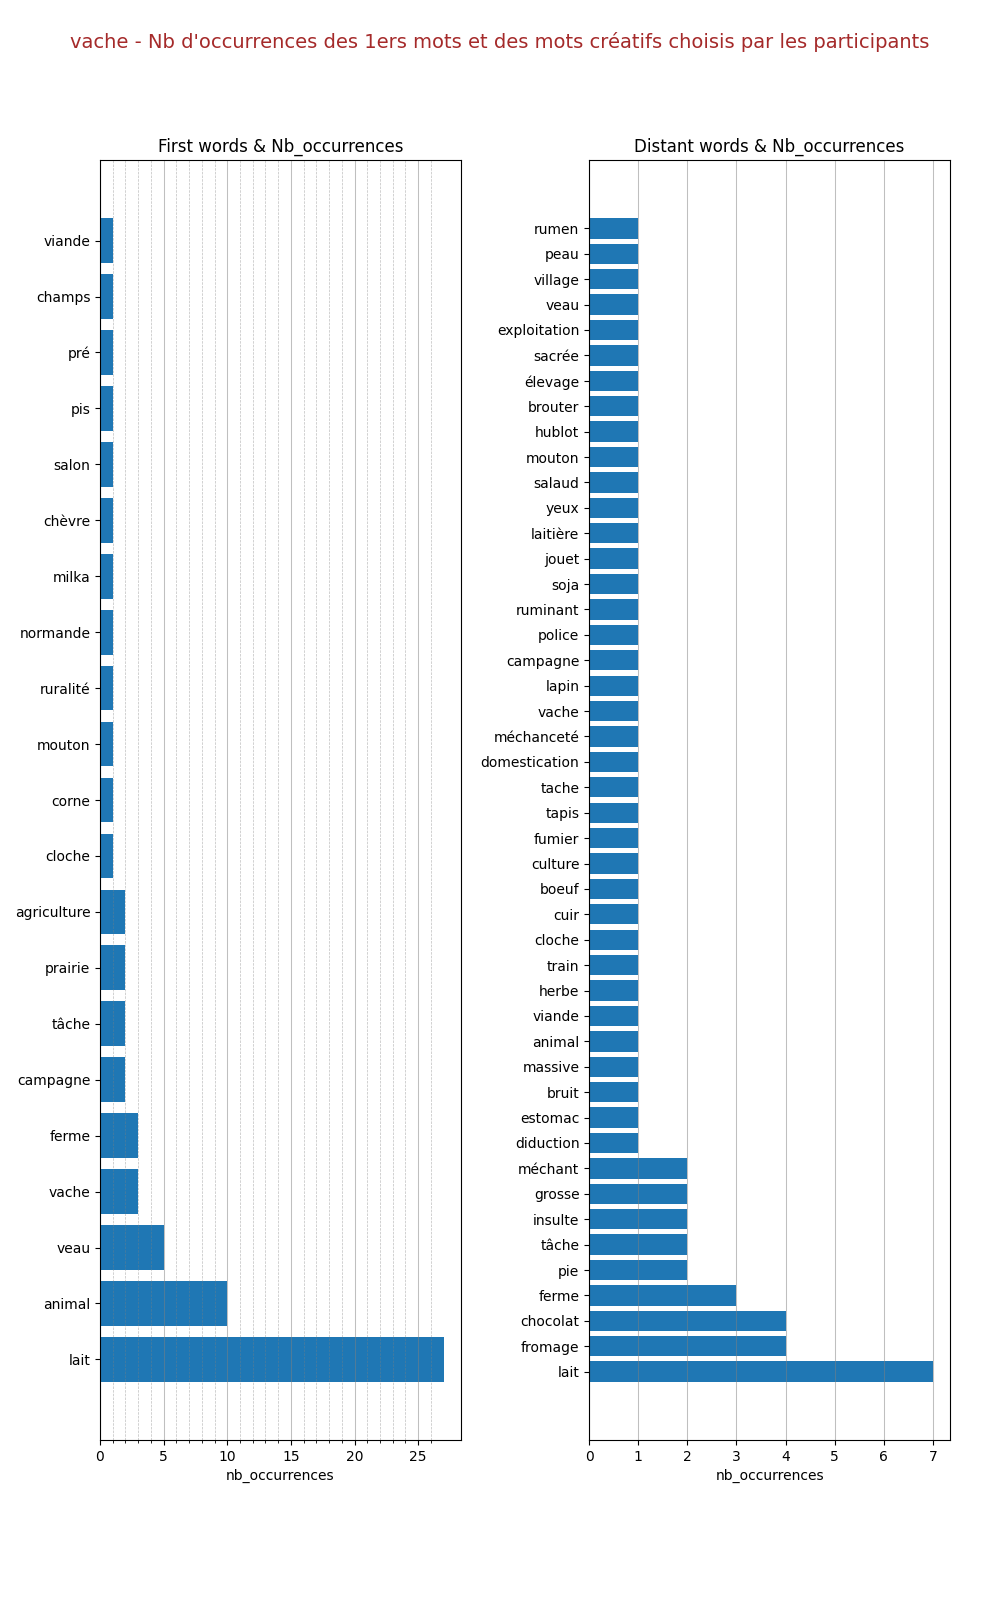 vache - Nb d'occurrences des 1ers mots et des mots créatifs choisis par les participants
First words & Nb_occurrences
viande
champs
pré
pis
salon
chèvre
milka
normande
ruralité
mouton
corne
cloche
agriculture
prairie
tâche
campagne
ferme
vache
veau
animal
lait
0 5 10 15 20 25
nb_occurrences
Distant words & Nb_occurrences
rumen
peau
village
veau
exploitation
sacrée
élevage
brouter
hublot
mouton
salaud
yeux
laitière
jouet
soja
ruminant
police
campagne
lapin
vache
méchanceté
domestication
tache
tapis
fumier
culture
boeuf
cuir
cloche
train
herbe
viande
animal
massive
bruit
estomac
diduction
méchant
grosse
insulte
tâche
pie
ferme
chocolat
fromage
lait
0 1 2 3 4 5 6 7
nb_occurrences